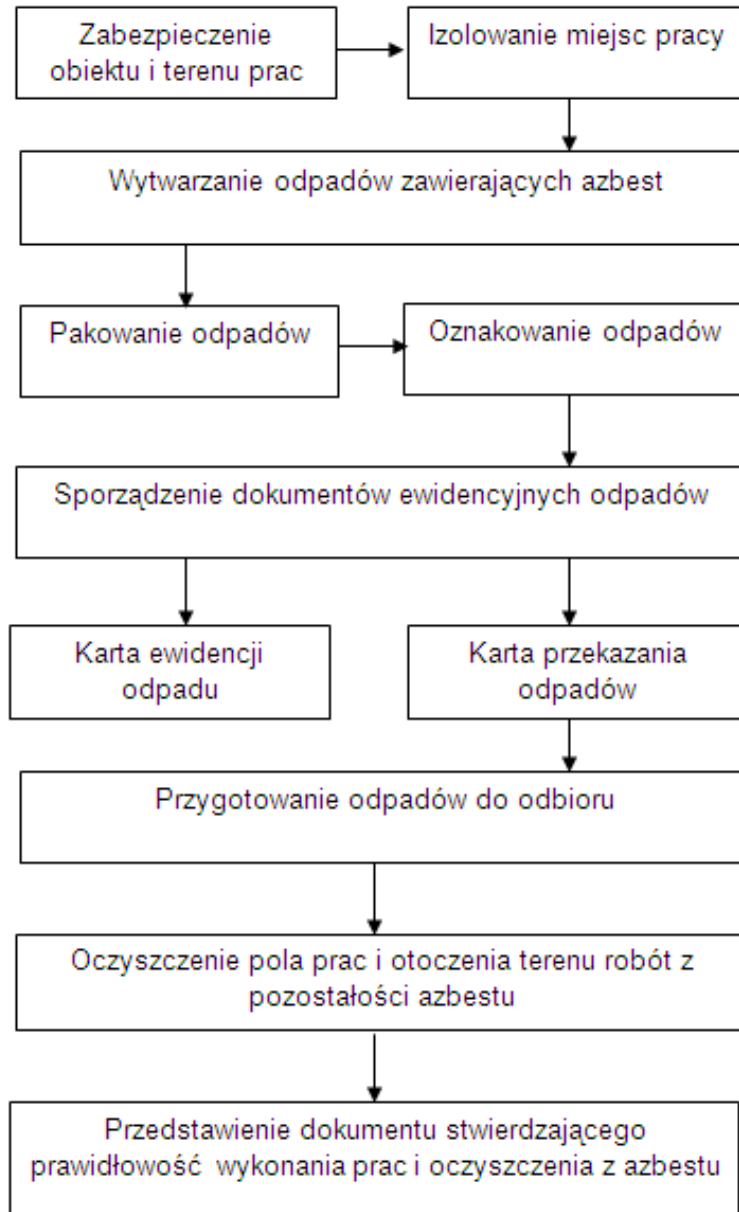 Zabezpieczenie
obiektu i terenu prac
Izolowanie miejsc pracy
Wytwarzanie odpadów zawierających azbest
Pakowanie odpadów
Oznakowanie odpadów
Sporządzenie dokumentów ewidencyjnych odpadów
Karta ewidencji
odpadu
Karta przekazania
odpadów
Przygotowanie odpadów do odbioru
Oczyszczenie pola prac i otoczenia terenu robót z
pozostałości azbestu
Przedstawienie dokumentu stwierdzającego
prawidłowość wykonania prac i oczyszczenia z azbestu